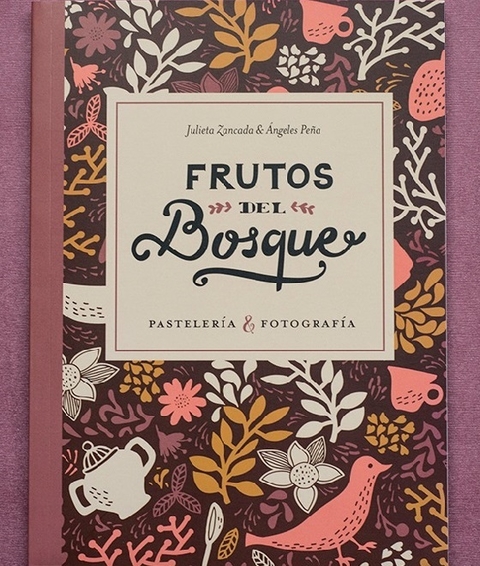 Julieta Zancada & Ángeles Peña
FRUTOS
DEL
Bosque
PASTELERÍA & FOTOGRAFÍA